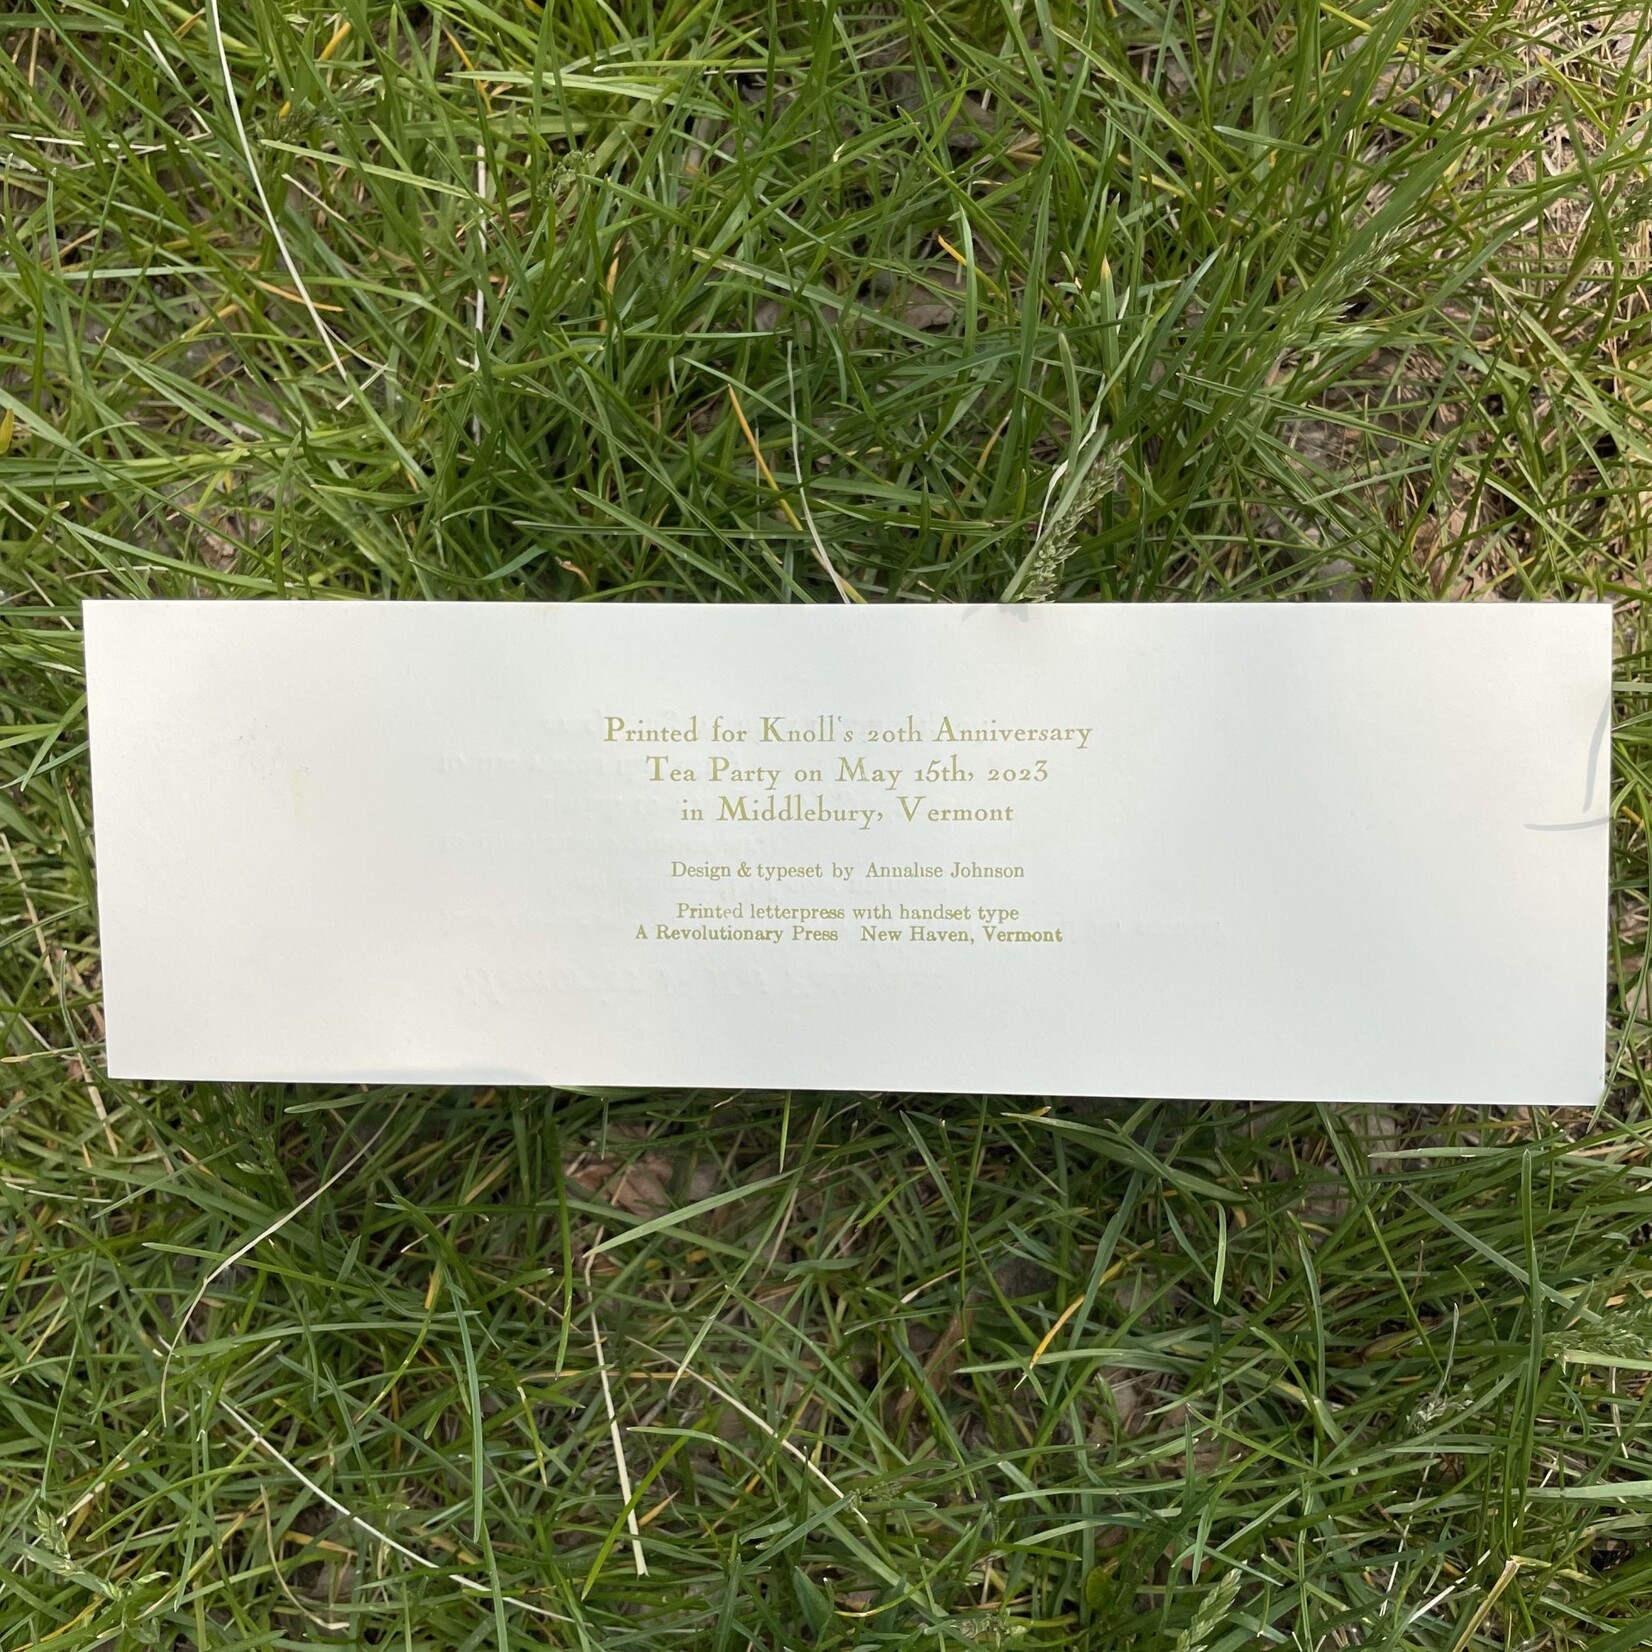 Printed for Knoll's 20th Anniversary
Tea Party on May 15th, 2023
in Middlebury, Vermont
Design & typeset by Annalise Johnson
Printed letterpress with handset type
A Revolutionary Press New Haven, Vermont